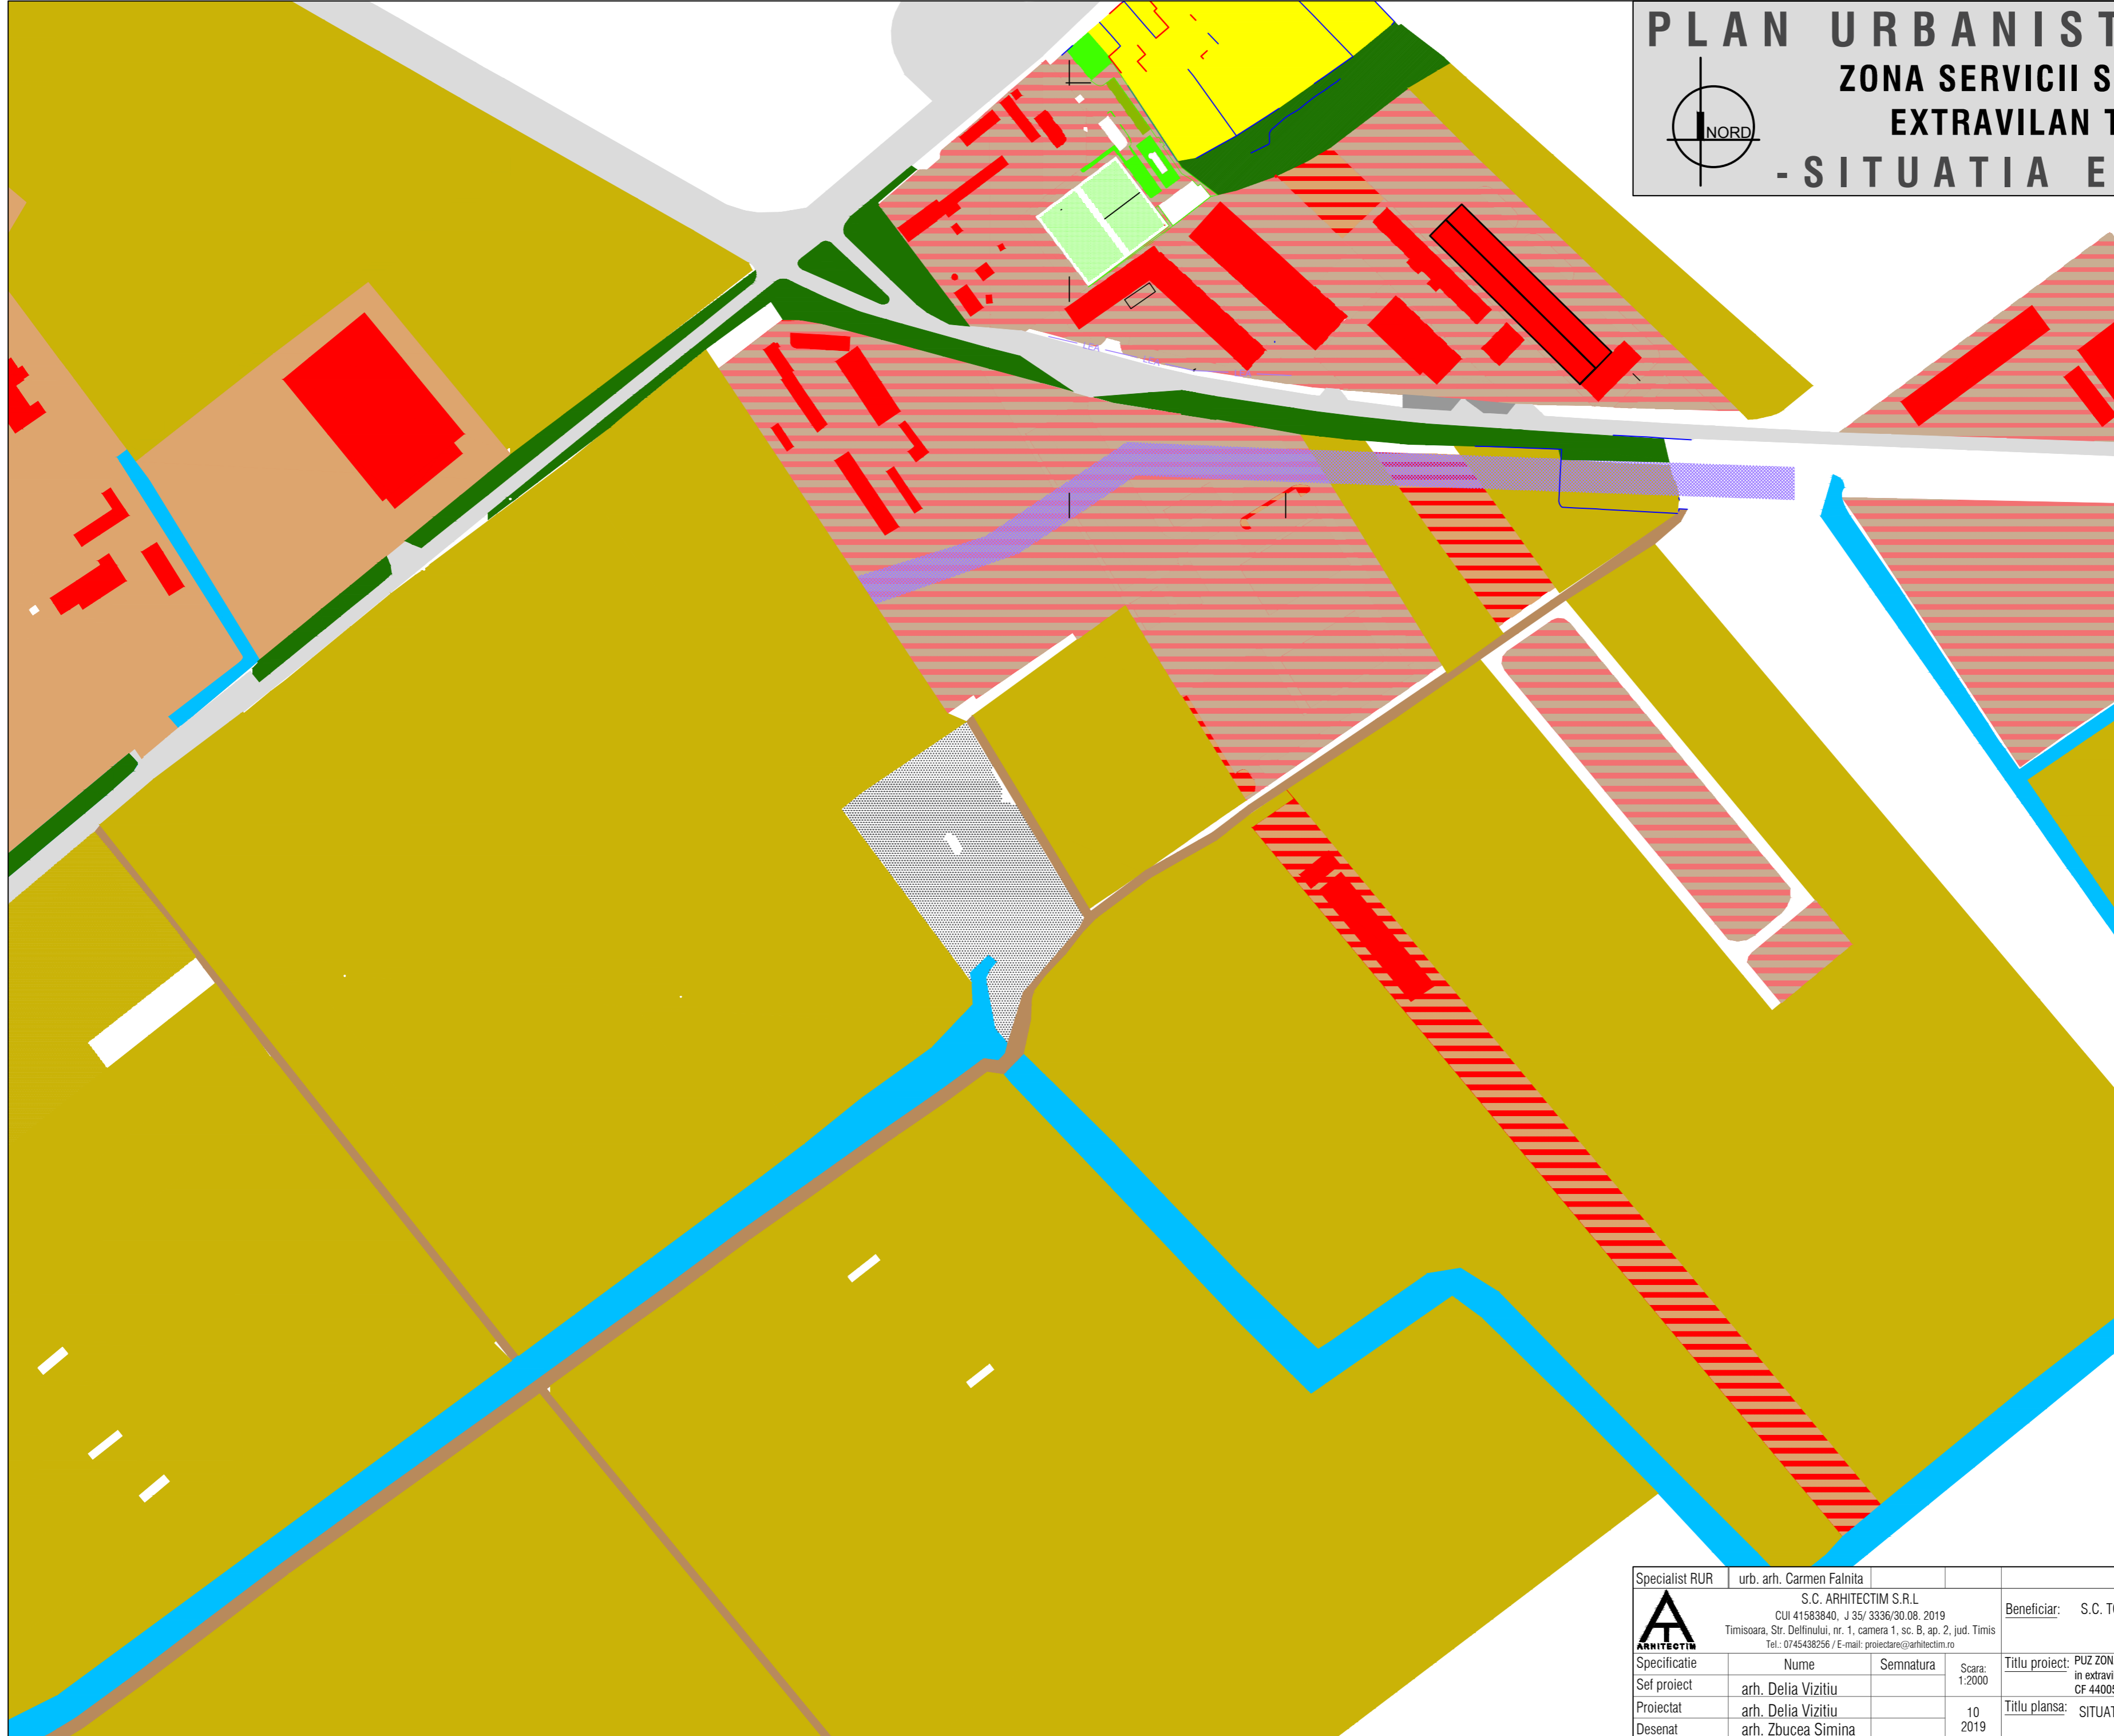 PLAN URBANIST
ZONA SERVICII S
EXTRAVILAN T
-SITUATIA E
NORD
Specialist RUR urb. arh. Carmen Falnita
S.C. ARHITECTIM S.R.L
CUI 41583840, J 35/ 3336/30.08. 2019
Timisoara, Str. Delfinului, nr. 1, camera 1, sc. B, ap. 2, jud. Timis
Tel.: 0745438256 / E-mail: proiectare@arhitectim.ro
ARHITECTIM
Beneficiar: S.C. T
Specificatie Nume Semnatura Scara: 1:2000
Titlu proiect: PUZ ZON
in extravi
CF 44005
Sef proiect arh. Delia Vizitiu
Proiectat arh. Delia Vizitiu 10 2019
Titlu plansa: SITUAT
Desenat arh. Zbucea Simina